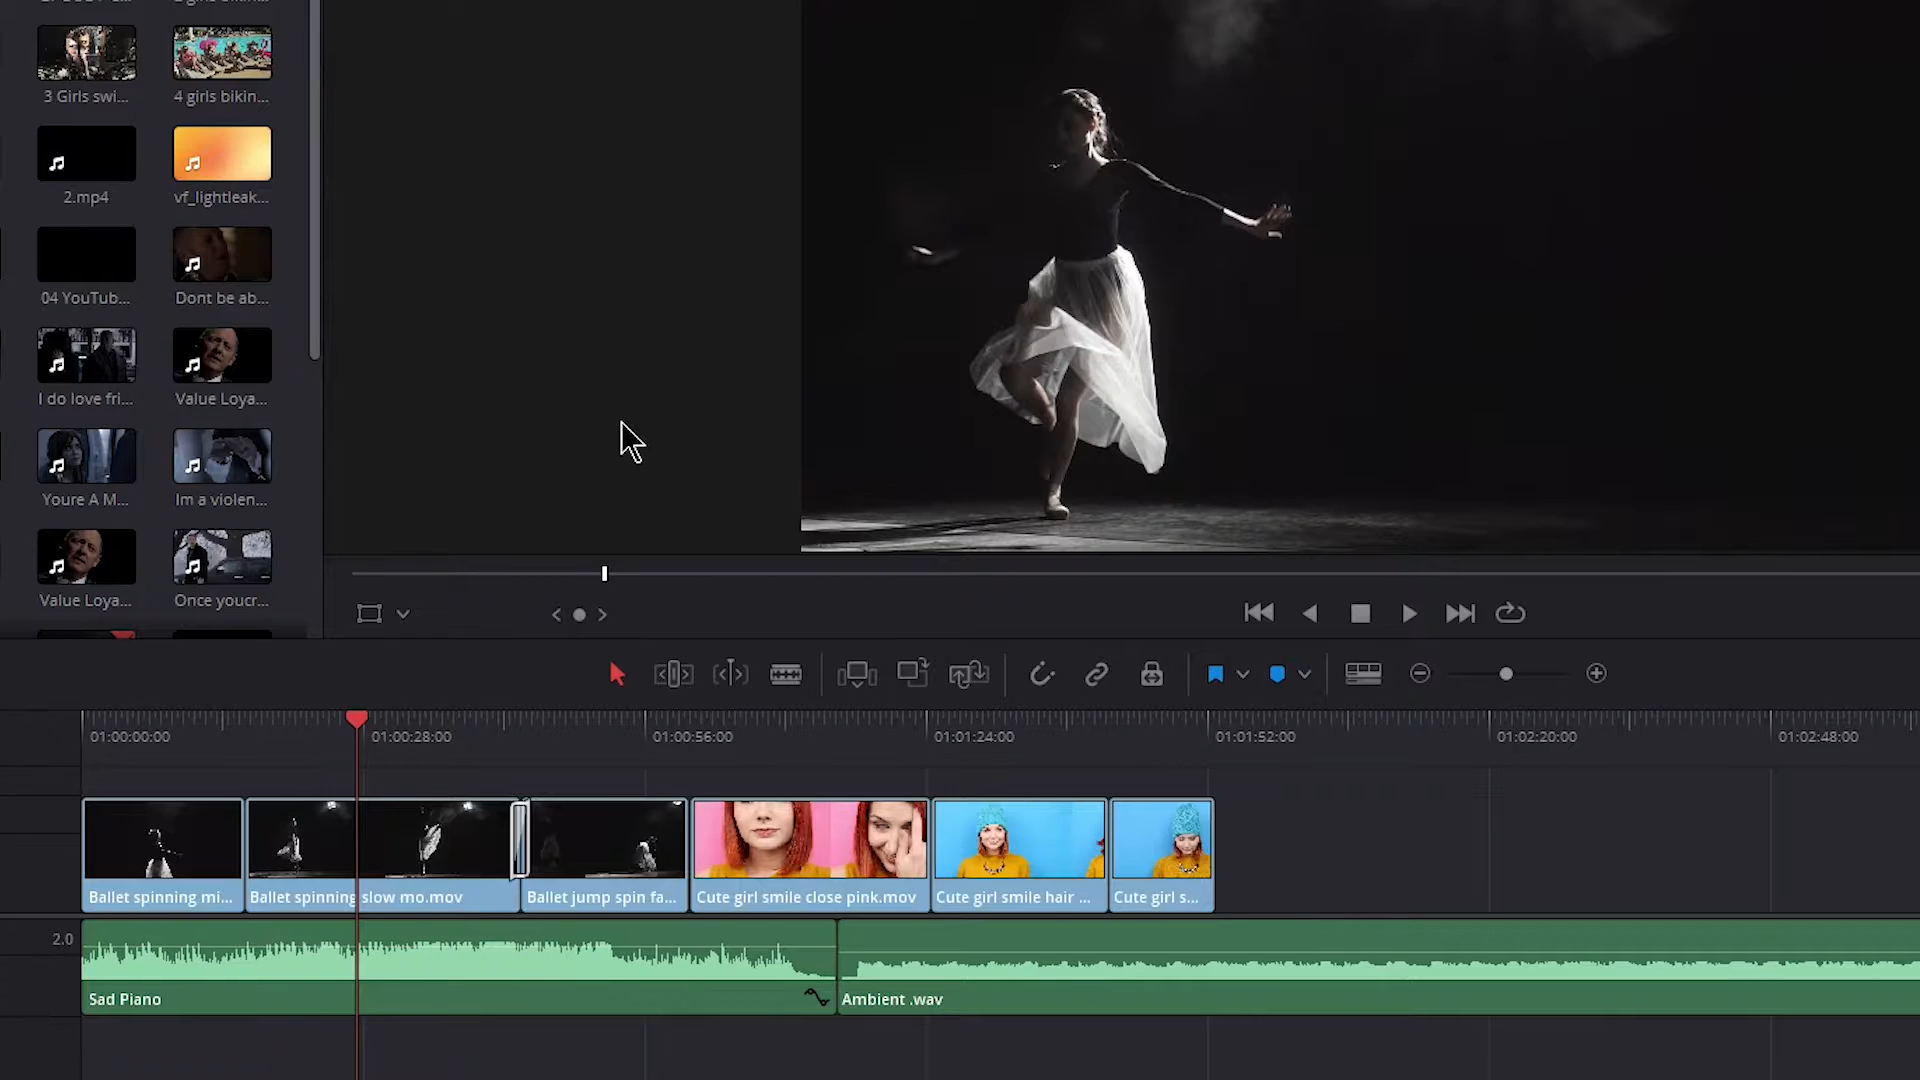 3 Girls swi...
4 girls bikin...
2.mp4
vf_lightleak...
04 YouTub...
Dont be ab...
I do love fri...
Value Loya...
Youre A M...
Im a violen...
Value Loya...
Once youcr...
01:00:00:00
01:00:28:00
01:00:56:00
01:01:24:00
01:01:52:00
01:02:20:00
01:02:48:00
Ballet spinning mi...
Ballet spinning slow mo.mov
Ballet jump spin fa...
Cute girl smile close pink.mov
Cute girl smile hair ...
Cute girl s...
2.0
Sad Piano
Ambient .wav